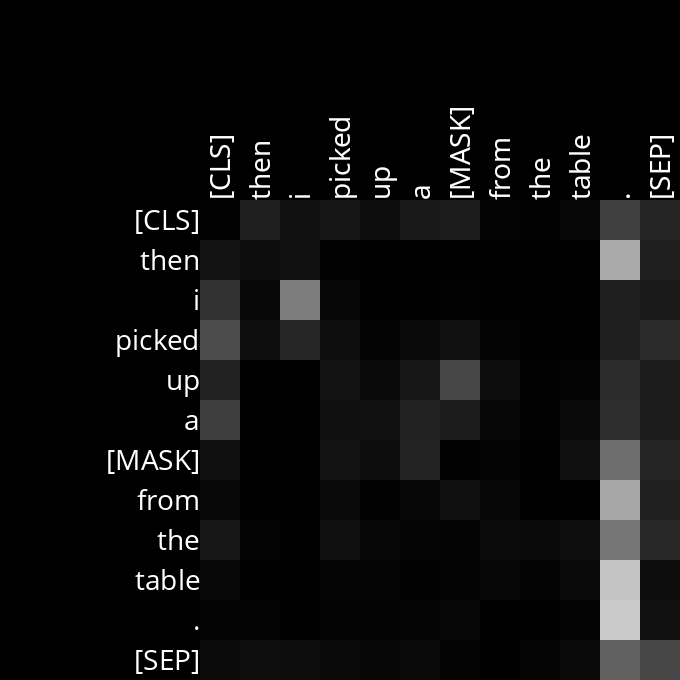 [CLS] then i picked up a [MASK] from the table . [SEP]
[CLS]
then
i
picked
up
a
[MASK]
from
the
table
.
[SEP]